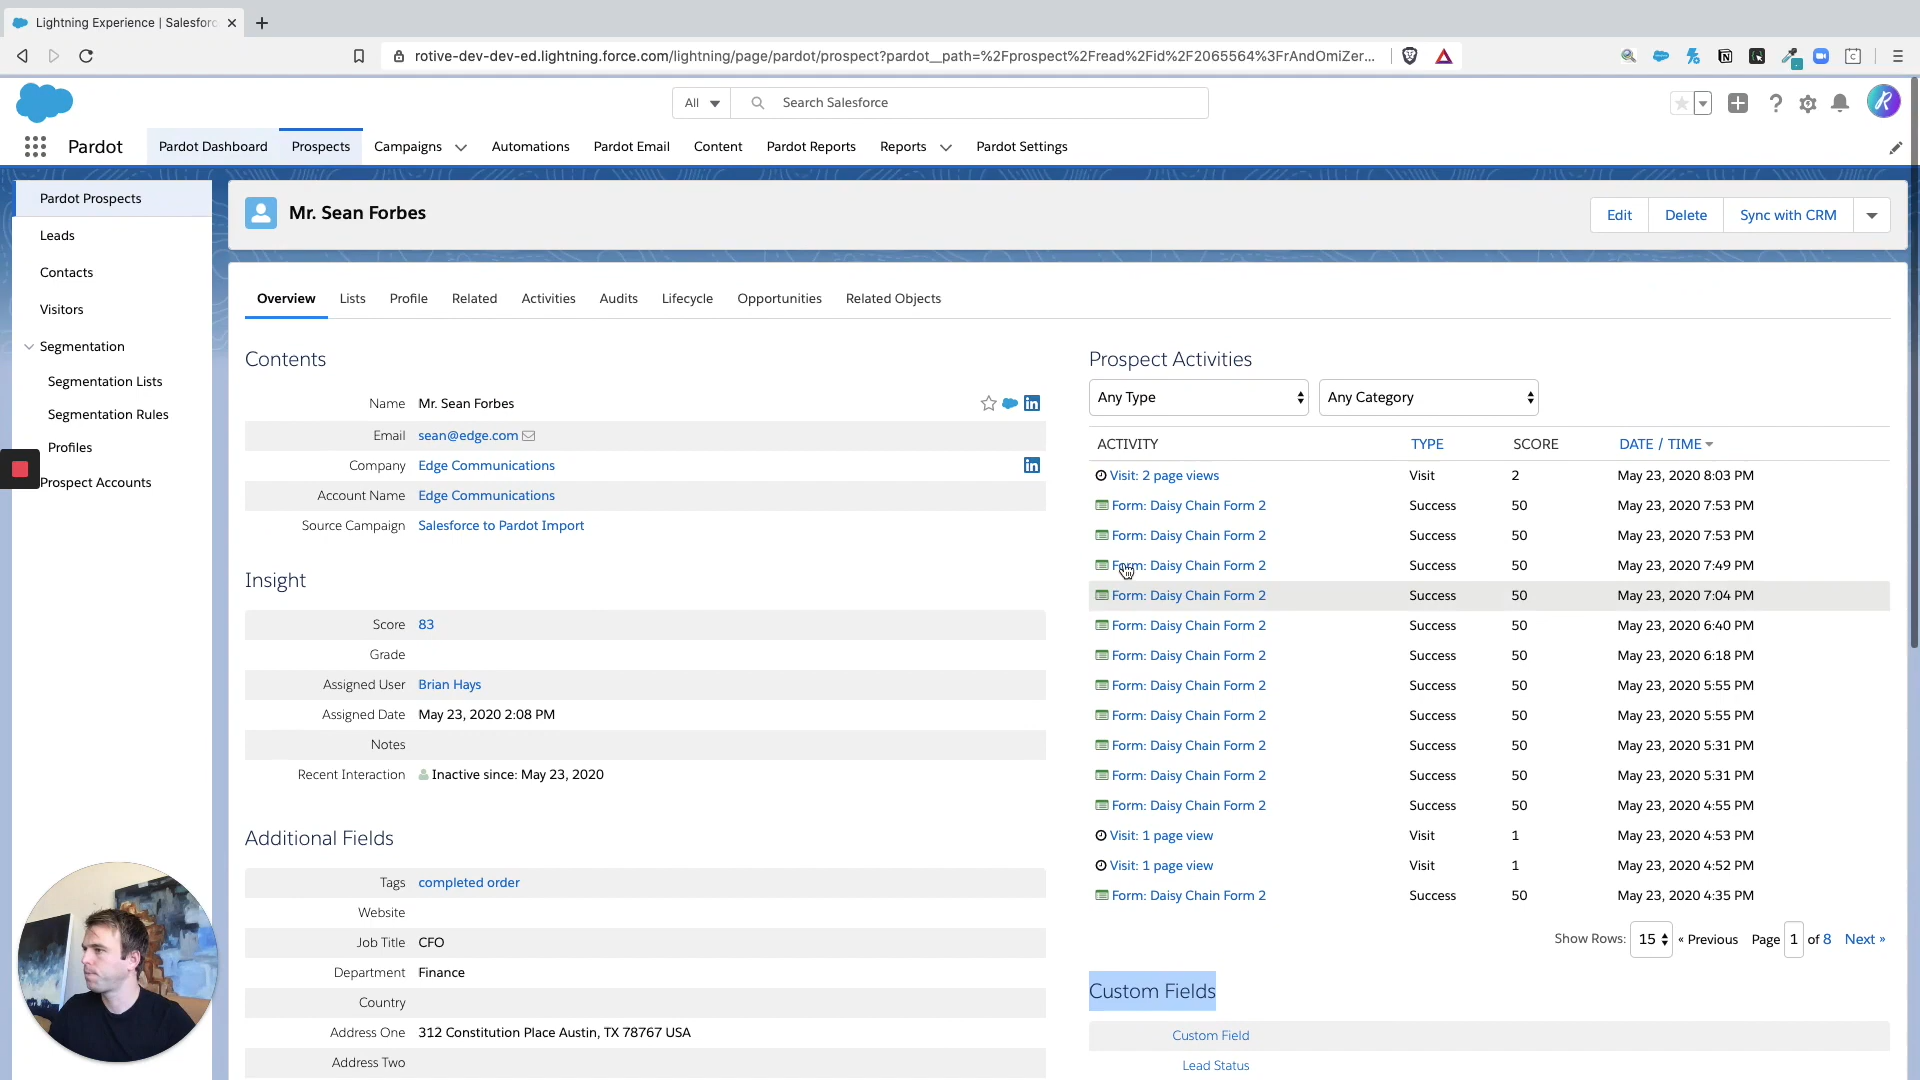 Lightning Experience | Salesforc
rotive-dev-dev-ed.lightning.force.com/lightning/page/pardot/prospect?pardot__path=%2Fprospect%2Fread%2Fid%2F2065564%3FrAndOmiZer...
All
Search Salesforce
Pardot
Pardot Dashboard
Prospects
Campaigns
Automations
Pardot Email
Content
Pardot Reports
Reports
Pardot Settings
Pardot Prospects
Leads
Contacts
Visitors
Segmentation
Segmentation Lists
Segmentation Rules
Profiles
Prospect Accounts
Mr. Sean Forbes
Edit
Delete
Sync with CRM
Overview
Lists
Profile
Related
Activities
Audits
Lifecycle
Opportunities
Related Objects
Contents
Name Mr. Sean Forbes
Email sean@edge.com
Company Edge Communications
Account Name Edge Communications
Source Campaign Salesforce to Pardot Import
Insight
Score 83
Grade
Assigned User Brian Hays
Assigned Date May 23, 2020 2:08 PM
Notes
Recent Interaction Inactive since: May 23, 2020
Additional Fields
Tags completed order
Website
Job Title CFO
Department Finance
Country
Address One 312 Constitution Place Austin, TX 78767 USA
Address Two
Prospect Activities
Any Type
Any Category
ACTIVITY TYPE SCORE DATE / TIME
Visit: 2 page views Visit 2 May 23, 2020 8:03 PM
Form: Daisy Chain Form 2 Success 50 May 23, 2020 7:53 PM
Form: Daisy Chain Form 2 Success 50 May 23, 2020 7:53 PM
Form: Daisy Chain Form 2 Success 50 May 23, 2020 7:49 PM
Form: Daisy Chain Form 2 Success 50 May 23, 2020 7:04 PM
Form: Daisy Chain Form 2 Success 50 May 23, 2020 6:40 PM
Form: Daisy Chain Form 2 Success 50 May 23, 2020 6:18 PM
Form: Daisy Chain Form 2 Success 50 May 23, 2020 5:55 PM
Form: Daisy Chain Form 2 Success 50 May 23, 2020 5:55 PM
Form: Daisy Chain Form 2 Success 50 May 23, 2020 5:31 PM
Form: Daisy Chain Form 2 Success 50 May 23, 2020 5:31 PM
Form: Daisy Chain Form 2 Success 50 May 23, 2020 4:55 PM
Visit: 1 page view Visit 1 May 23, 2020 4:53 PM
Visit: 1 page view Visit 1 May 23, 2020 4:52 PM
Form: Daisy Chain Form 2 Success 50 May 23, 2020 4:35 PM
Show Rows: 15 « Previous Page 1 of 8 Next »
Custom Fields
Custom Field
Lead Status